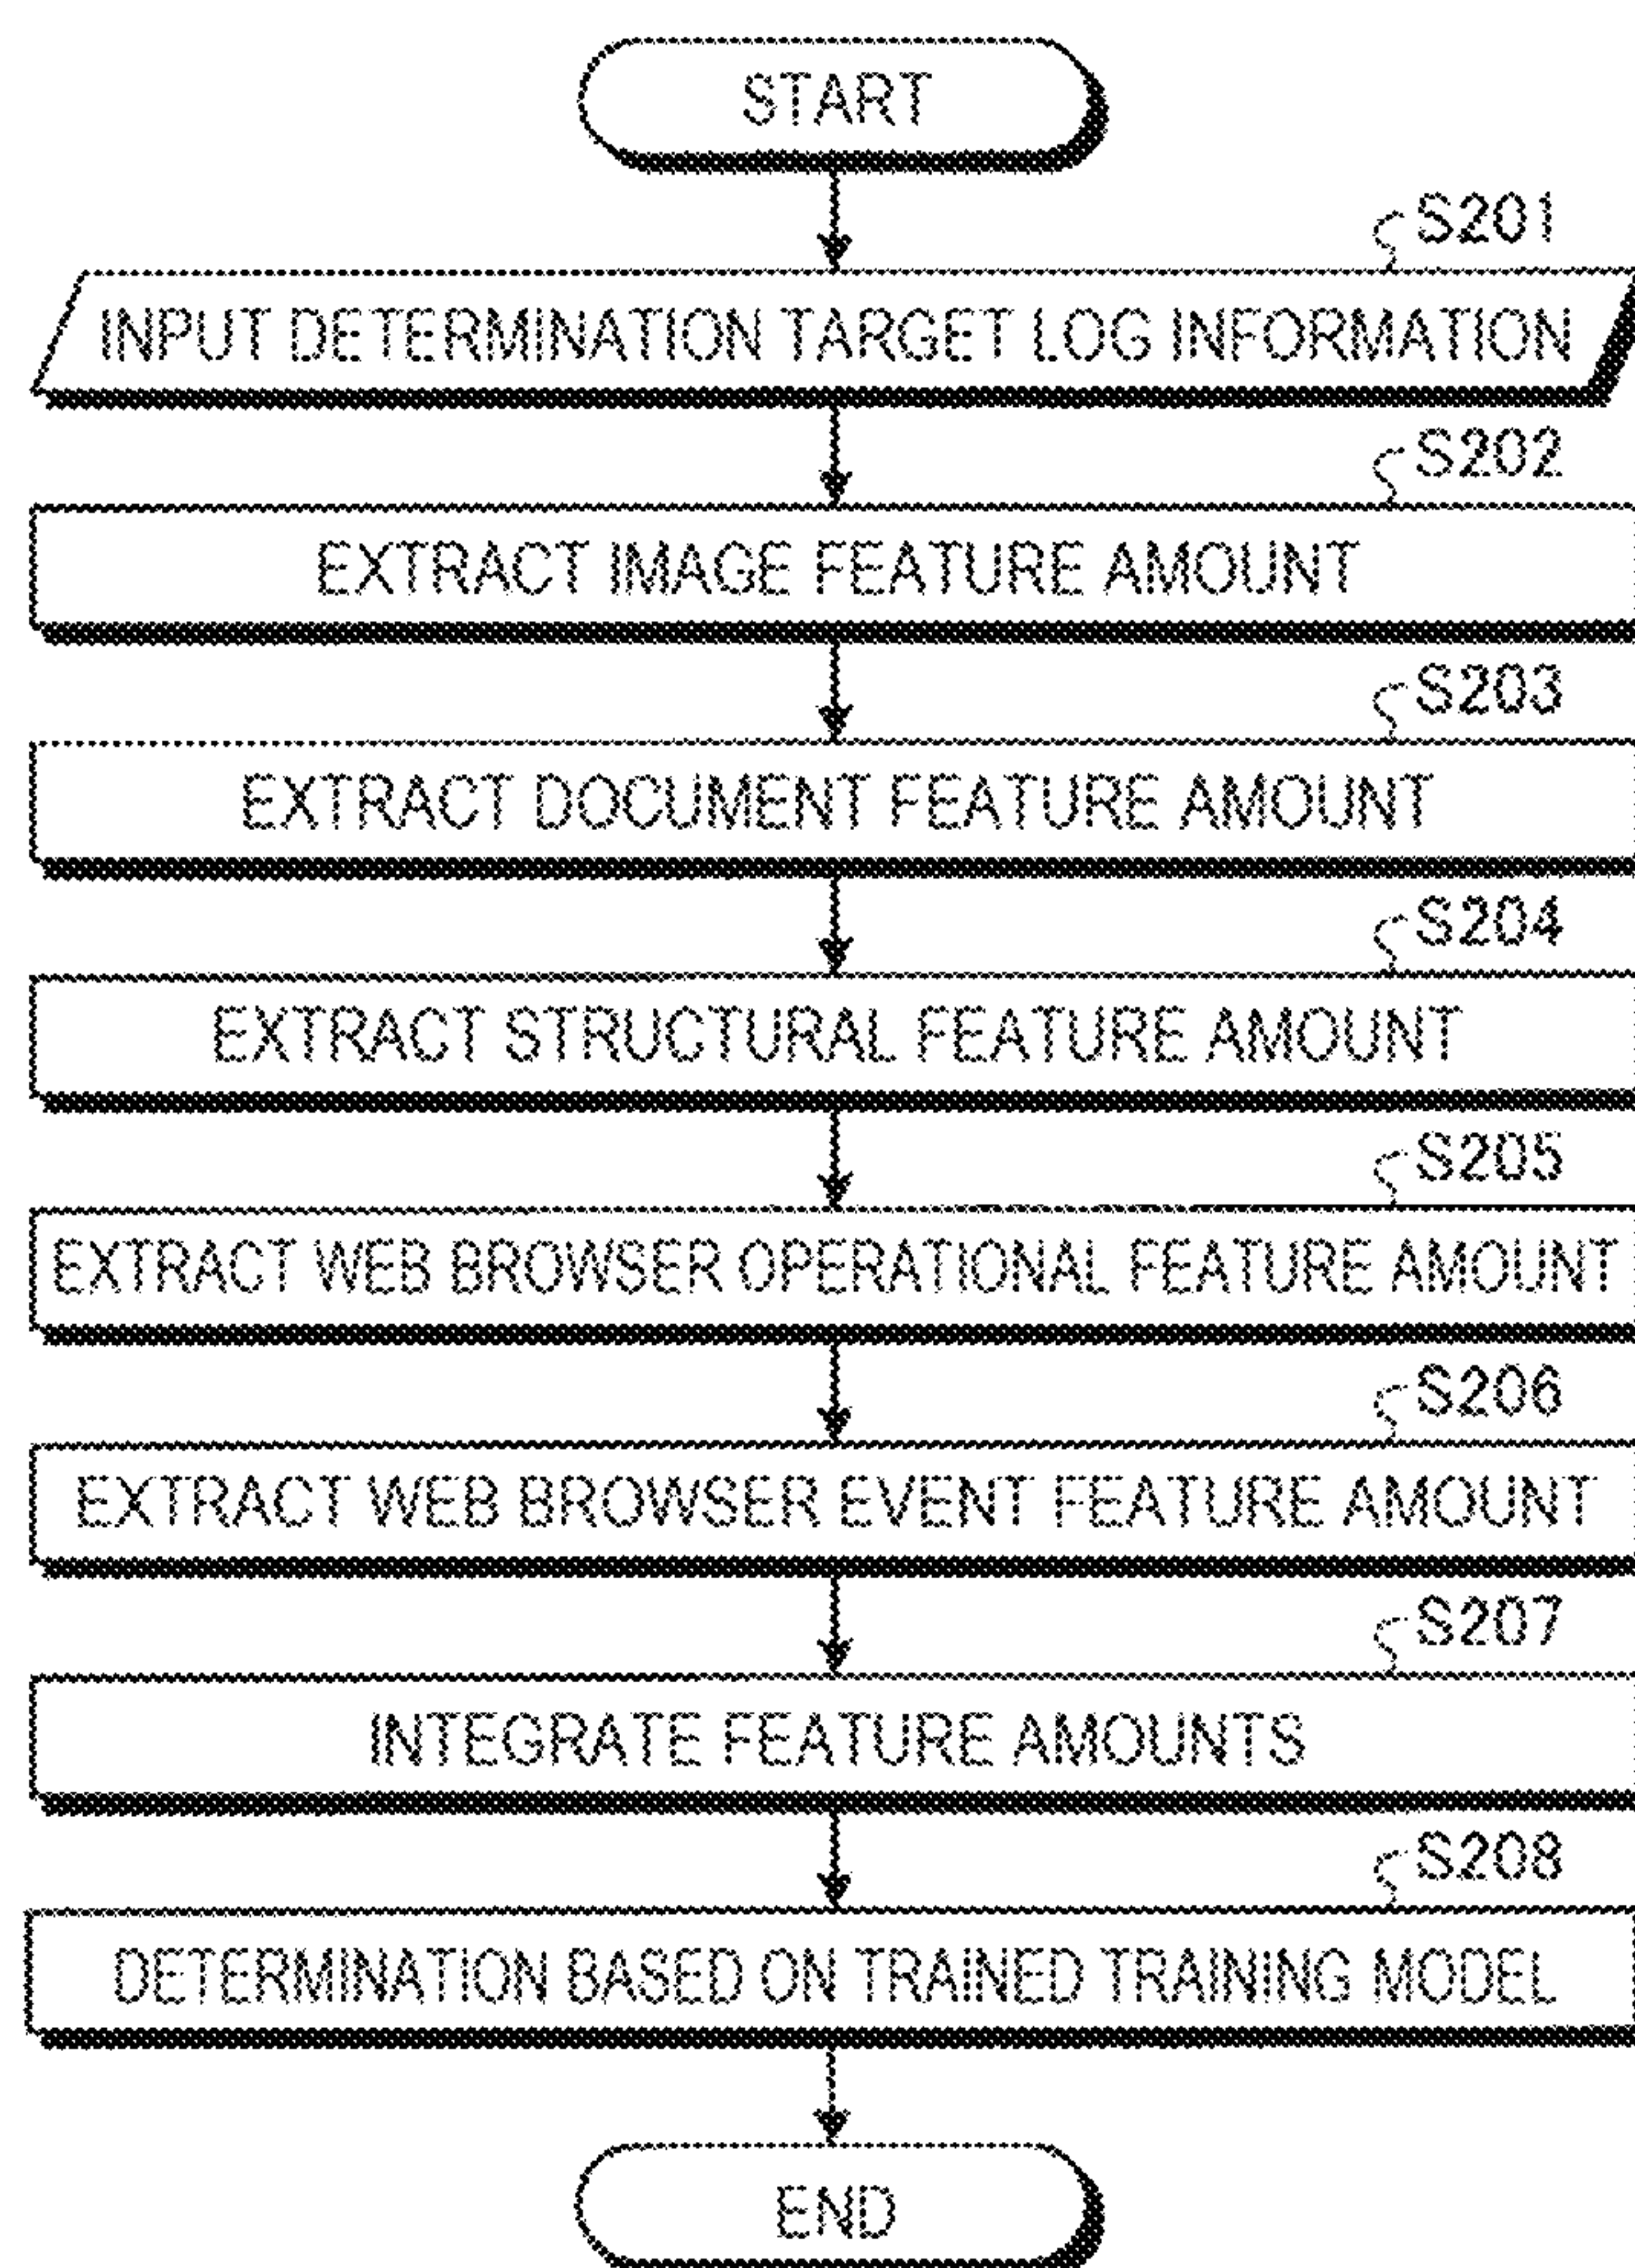 START
S201
INPUT DETERMINATION TARGET LOG INFORMATION
S202
EXTRACT IMAGE FEATURE AMOUNT
S203
EXTRACT DOCUMENT FEATURE AMOUNT
S204
EXTRACT STRUCTURAL FEATURE AMOUNT
S205
EXTRACT WEB BROWSER OPERATIONAL FEATURE AMOUNT
S206
EXTRACT WEB BROWSER EVENT FEATURE AMOUNT
S207
INTEGRATE FEATURE AMOUNTS
S208
DETERMINATION BASED ON TRAINED TRAINING MODEL
END